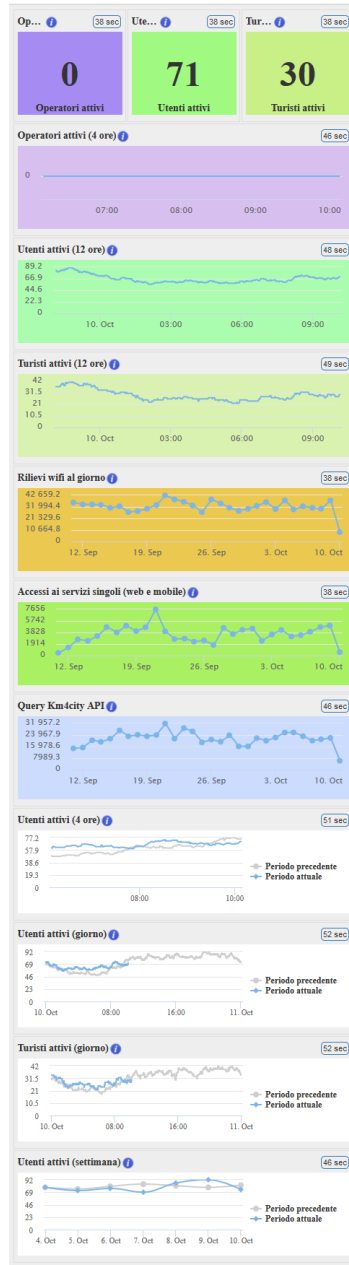 Op... i 38 sec Ute... i 38 sec Tur... i 38 sec
0 71 30
Operatori attivi Utenti attivi Turisti attivi
Operatori attivi (4 ore) i 46 sec
0
07:00 08:00 09:00 10:00
Utenti attivi (12 ore) i 48 sec
89.2
66.9
44.6
22.3
0
10. Oct 03:00 06:00 09:00
Turisti attivi (12 ore) i 49 sec
42
31.5
21
10.5
0
10. Oct 03:00 06:00 09:00
Rilievi wifi al giorno i 38 sec
42 659.2
31 994.4
21 329.6
10 664.8
0
12. Sep 19. Sep 26. Sep 3. Oct 10. Oct
Accessi ai servizi singoli (web e mobile) i 38 sec
7656
5742
3828
1914
0
12. Sep 19. Sep 26. Sep 3. Oct 10. Oct
Query Km4city API i 46 sec
31 957.2
23 967.9
15 978.6
7989.3
0
12. Sep 19. Sep 26. Sep 3. Oct 10. Oct
Utenti attivi (4 ore) i 51 sec
77.2
57.9
38.6
19.3
0
Periodo precedente
Periodo attuale
08:00 10:00
Utenti attivi (giorno) i 52 sec
92
69
46
23
0
Periodo precedente
Periodo attuale
10. Oct 08:00 16:00 11. Oct
Turisti attivi (giorno) i 52 sec
42
31.5
21
10.5
0
Periodo precedente
Periodo attuale
10. Oct 08:00 16:00 11. Oct
Utenti attivi (settimana) i 46 sec
92
69
46
23
0
Periodo precedente
Periodo attuale
4. Oct 5. Oct 6. Oct 7. Oct 8. Oct 9. Oct 10. Oct